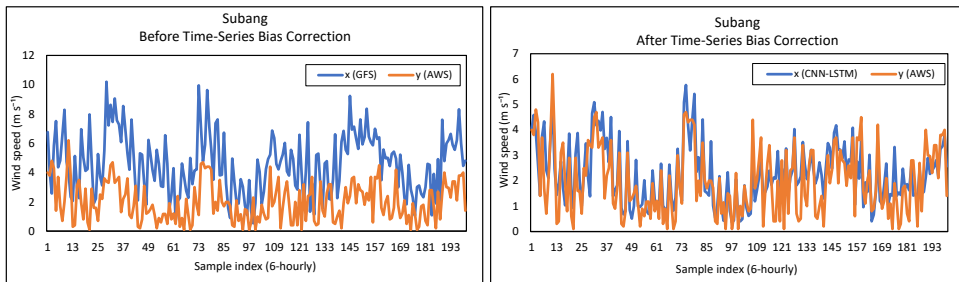 Subang
Before Time-Series Bias Correction
12
10
8
6
4
2
0
Wind speed (m s⁻¹)
x (GFS) y (AWS)
1 13 25 37 49 61 73 85 97 109 121 133 145 157 169 181 193
Sample index (6-hourly)
Subang
After Time-Series Bias Correction
7
6
5
4
3
2
1
0
Wind speed (m s⁻¹)
x (CNN-LSTM) y (AWS)
1 13 25 37 49 61 73 85 97 109 121 133 145 157 169 181 193
Sample index (6-hourly)